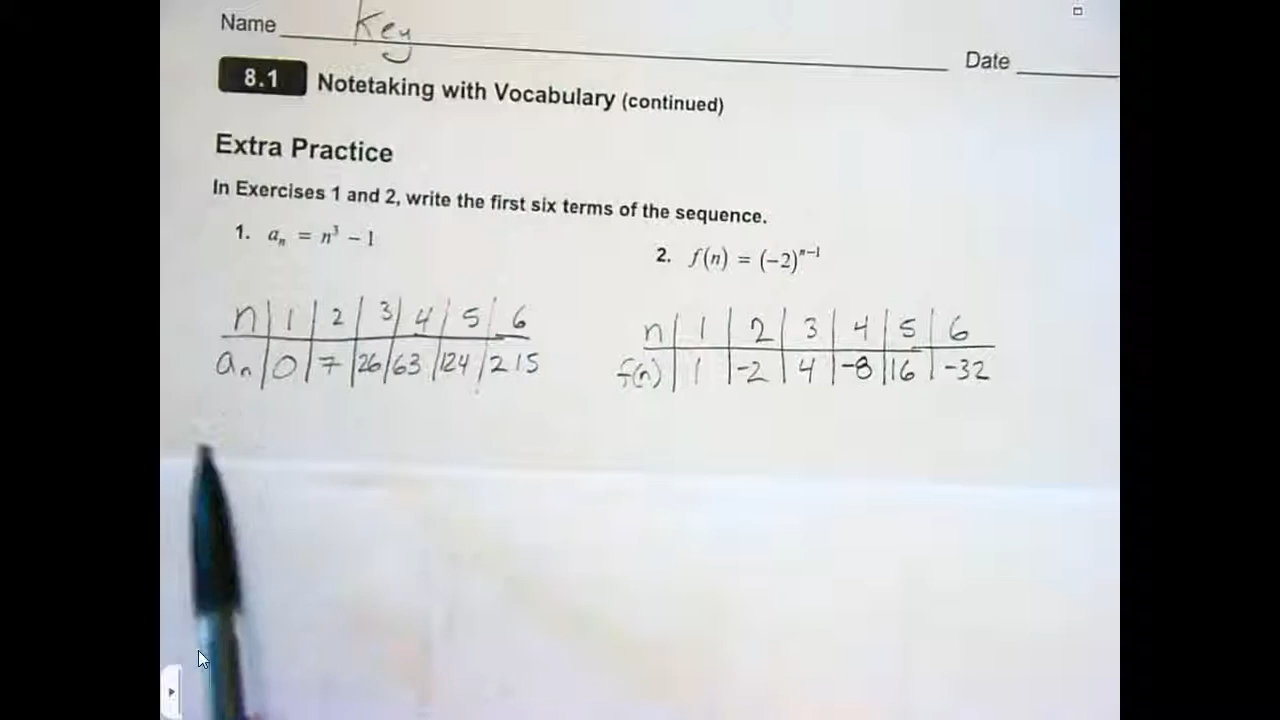 Name Key
Date
8.1 Notetaking with Vocabulary (continued)
Extra Practice
In Exercises 1 and 2, write the first six terms of the sequence.
1. aₙ = n³ − 1
2. f(n) = (−2)ⁿ⁻¹
n 1 2 3 4 5 6
aₙ 0 7 26 63 124 215
n 1 2 3 4 5 6
f(n) 1 -2 4 -8 16 -32